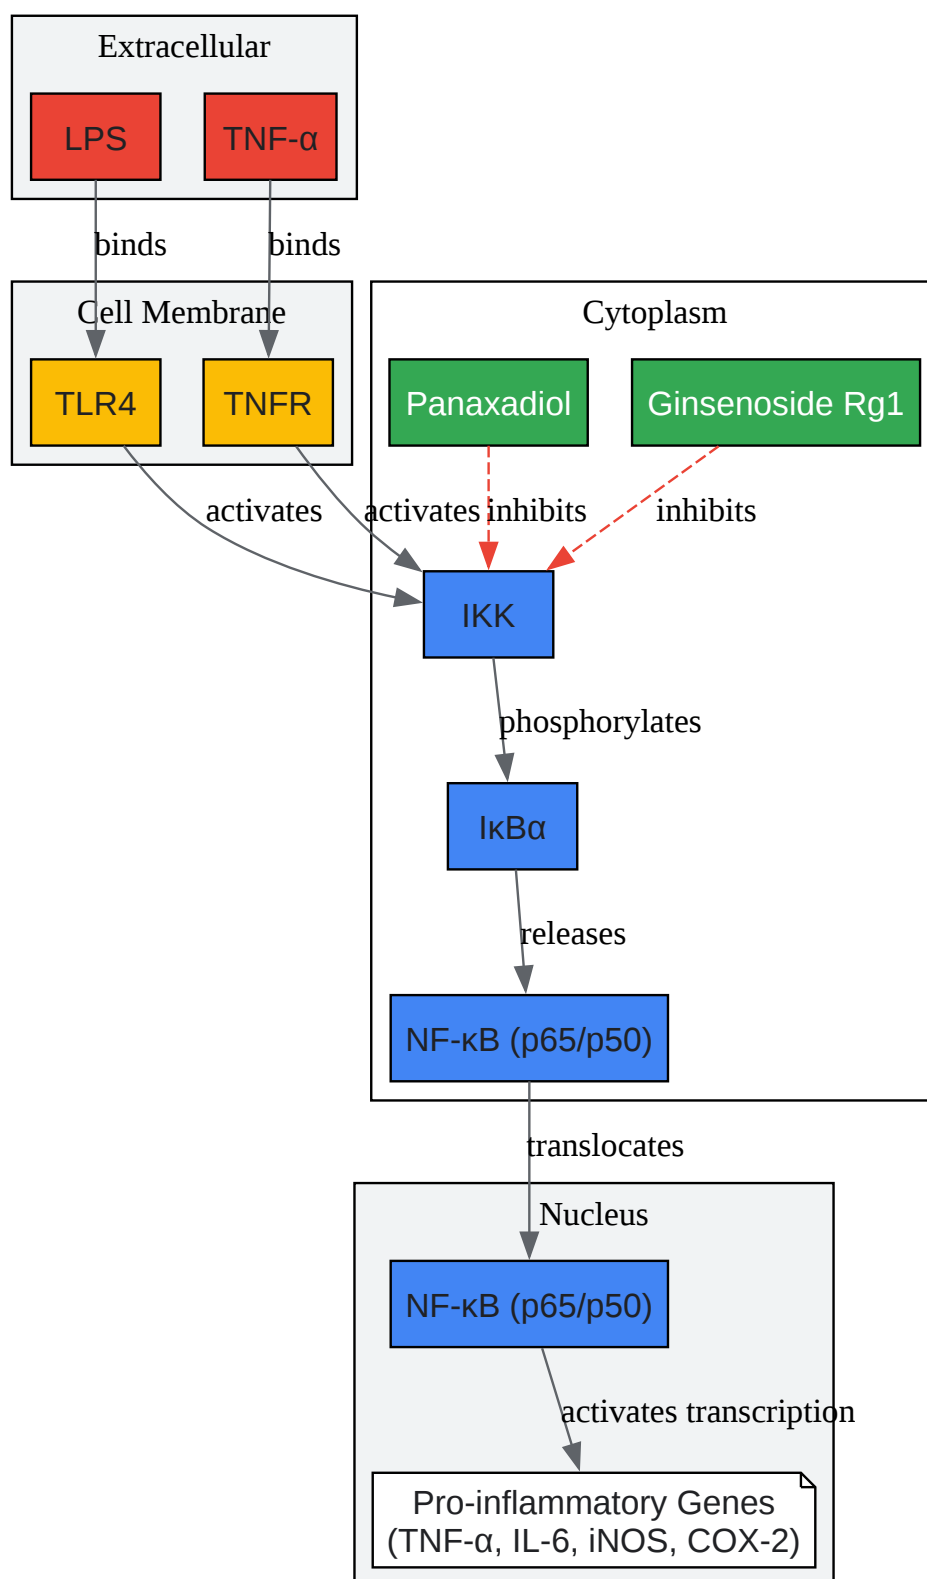 Extracellular
LPS
TNF-α
binds
binds
Cell Membrane
Cytoplasm
TLR4
TNFR
Panaxadiol
Ginsenoside Rg1
activates
activates
inhibits
inhibits
IKK
phosphorylates
IκBα
releases
NF-κB (p65/p50)
translocates
Nucleus
NF-κB (p65/p50)
activates transcription
Pro-inflammatory Genes
(TNF-α, IL-6, iNOS, COX-2)